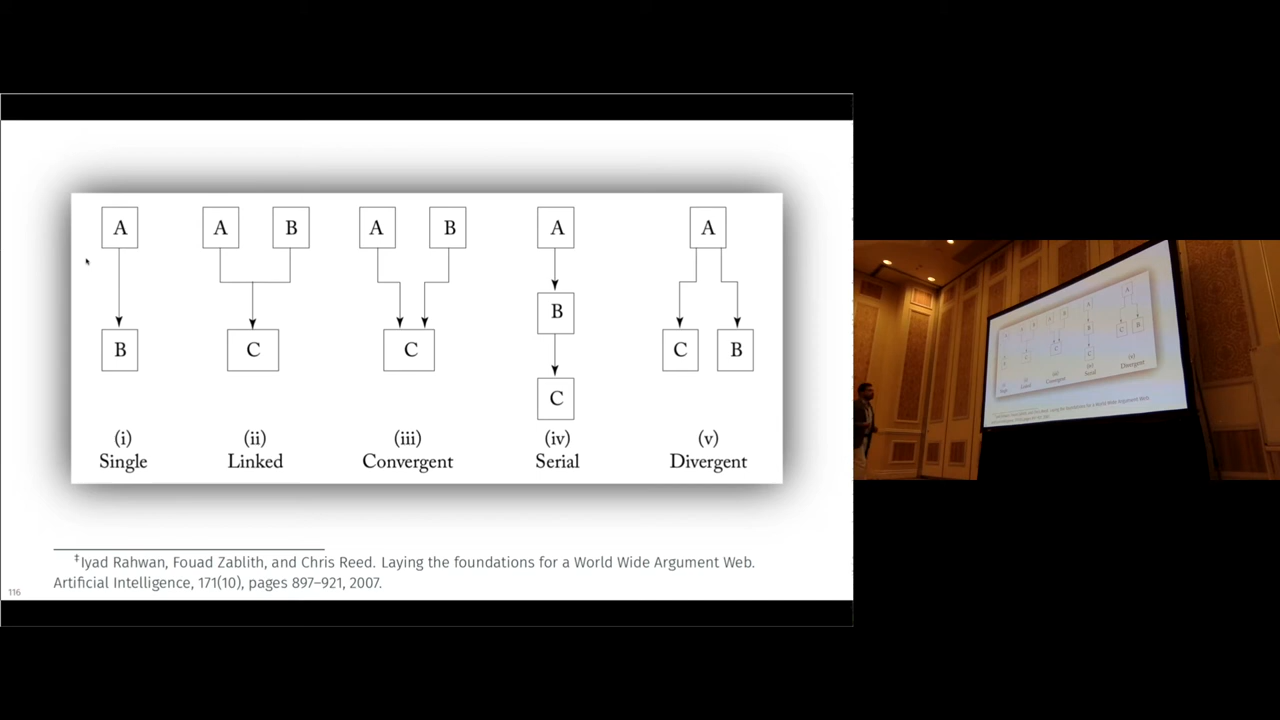 A A B A B A A
B
B C C C B
C
(i) (ii) (iii) (iv) (v)
Single Linked Convergent Serial Divergent
‡Iyad Rahwan, Fouad Zablith, and Chris Reed. Laying the foundations for a World Wide Argument Web.
Artificial Intelligence, 171(10), pages 897–921, 2007.
116